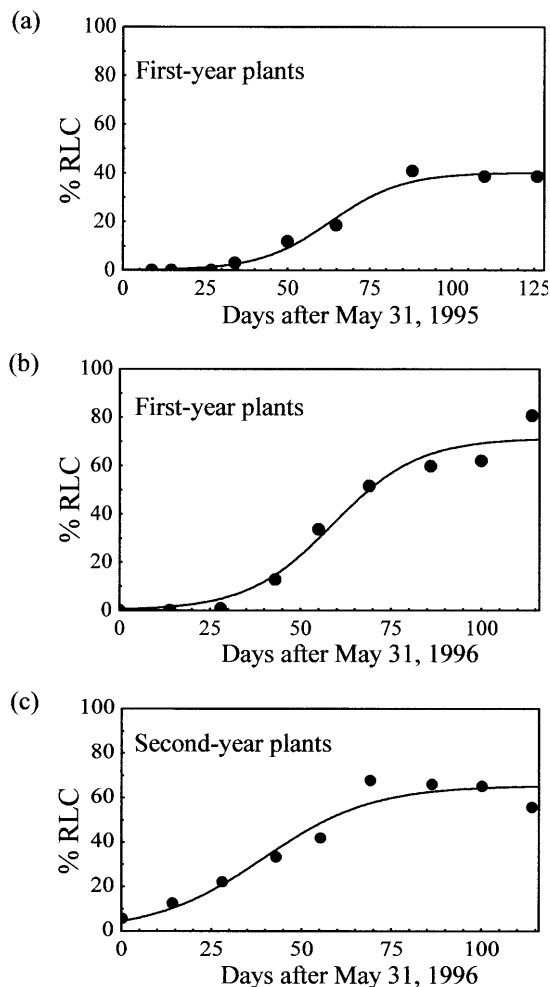 (a)
100
80
60
40
20
0
% RLC
First-year plants
0 25 50 75 100 125
Days after May 31, 1995
(b)
100
80
60
40
20
0
% RLC
First-year plants
0 25 50 75 100
Days after May 31, 1996
(c)
100
80
60
40
20
0
% RLC
Second-year plants
0 25 50 75 100
Days after May 31, 1996